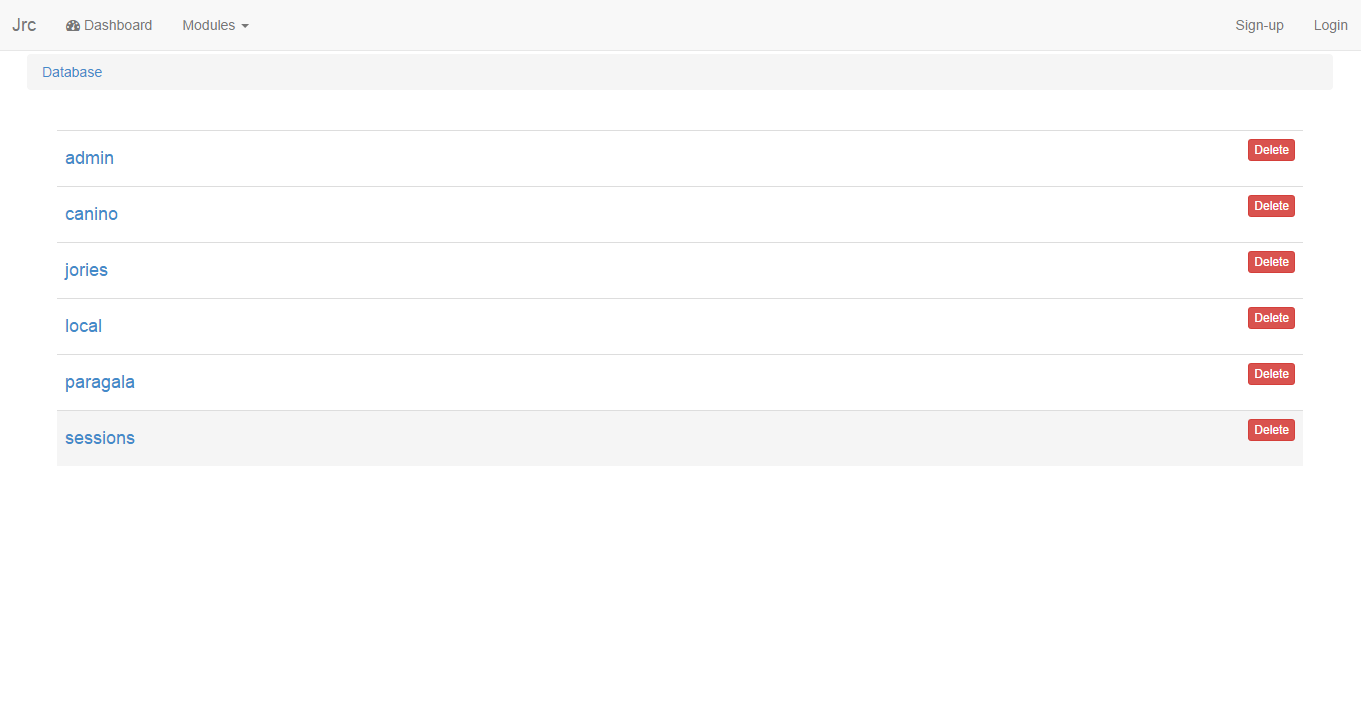 Jrc Dashboard Modules Sign-up Login
Database
admin Delete
canino Delete
jories Delete
local Delete
paragala Delete
sessions Delete